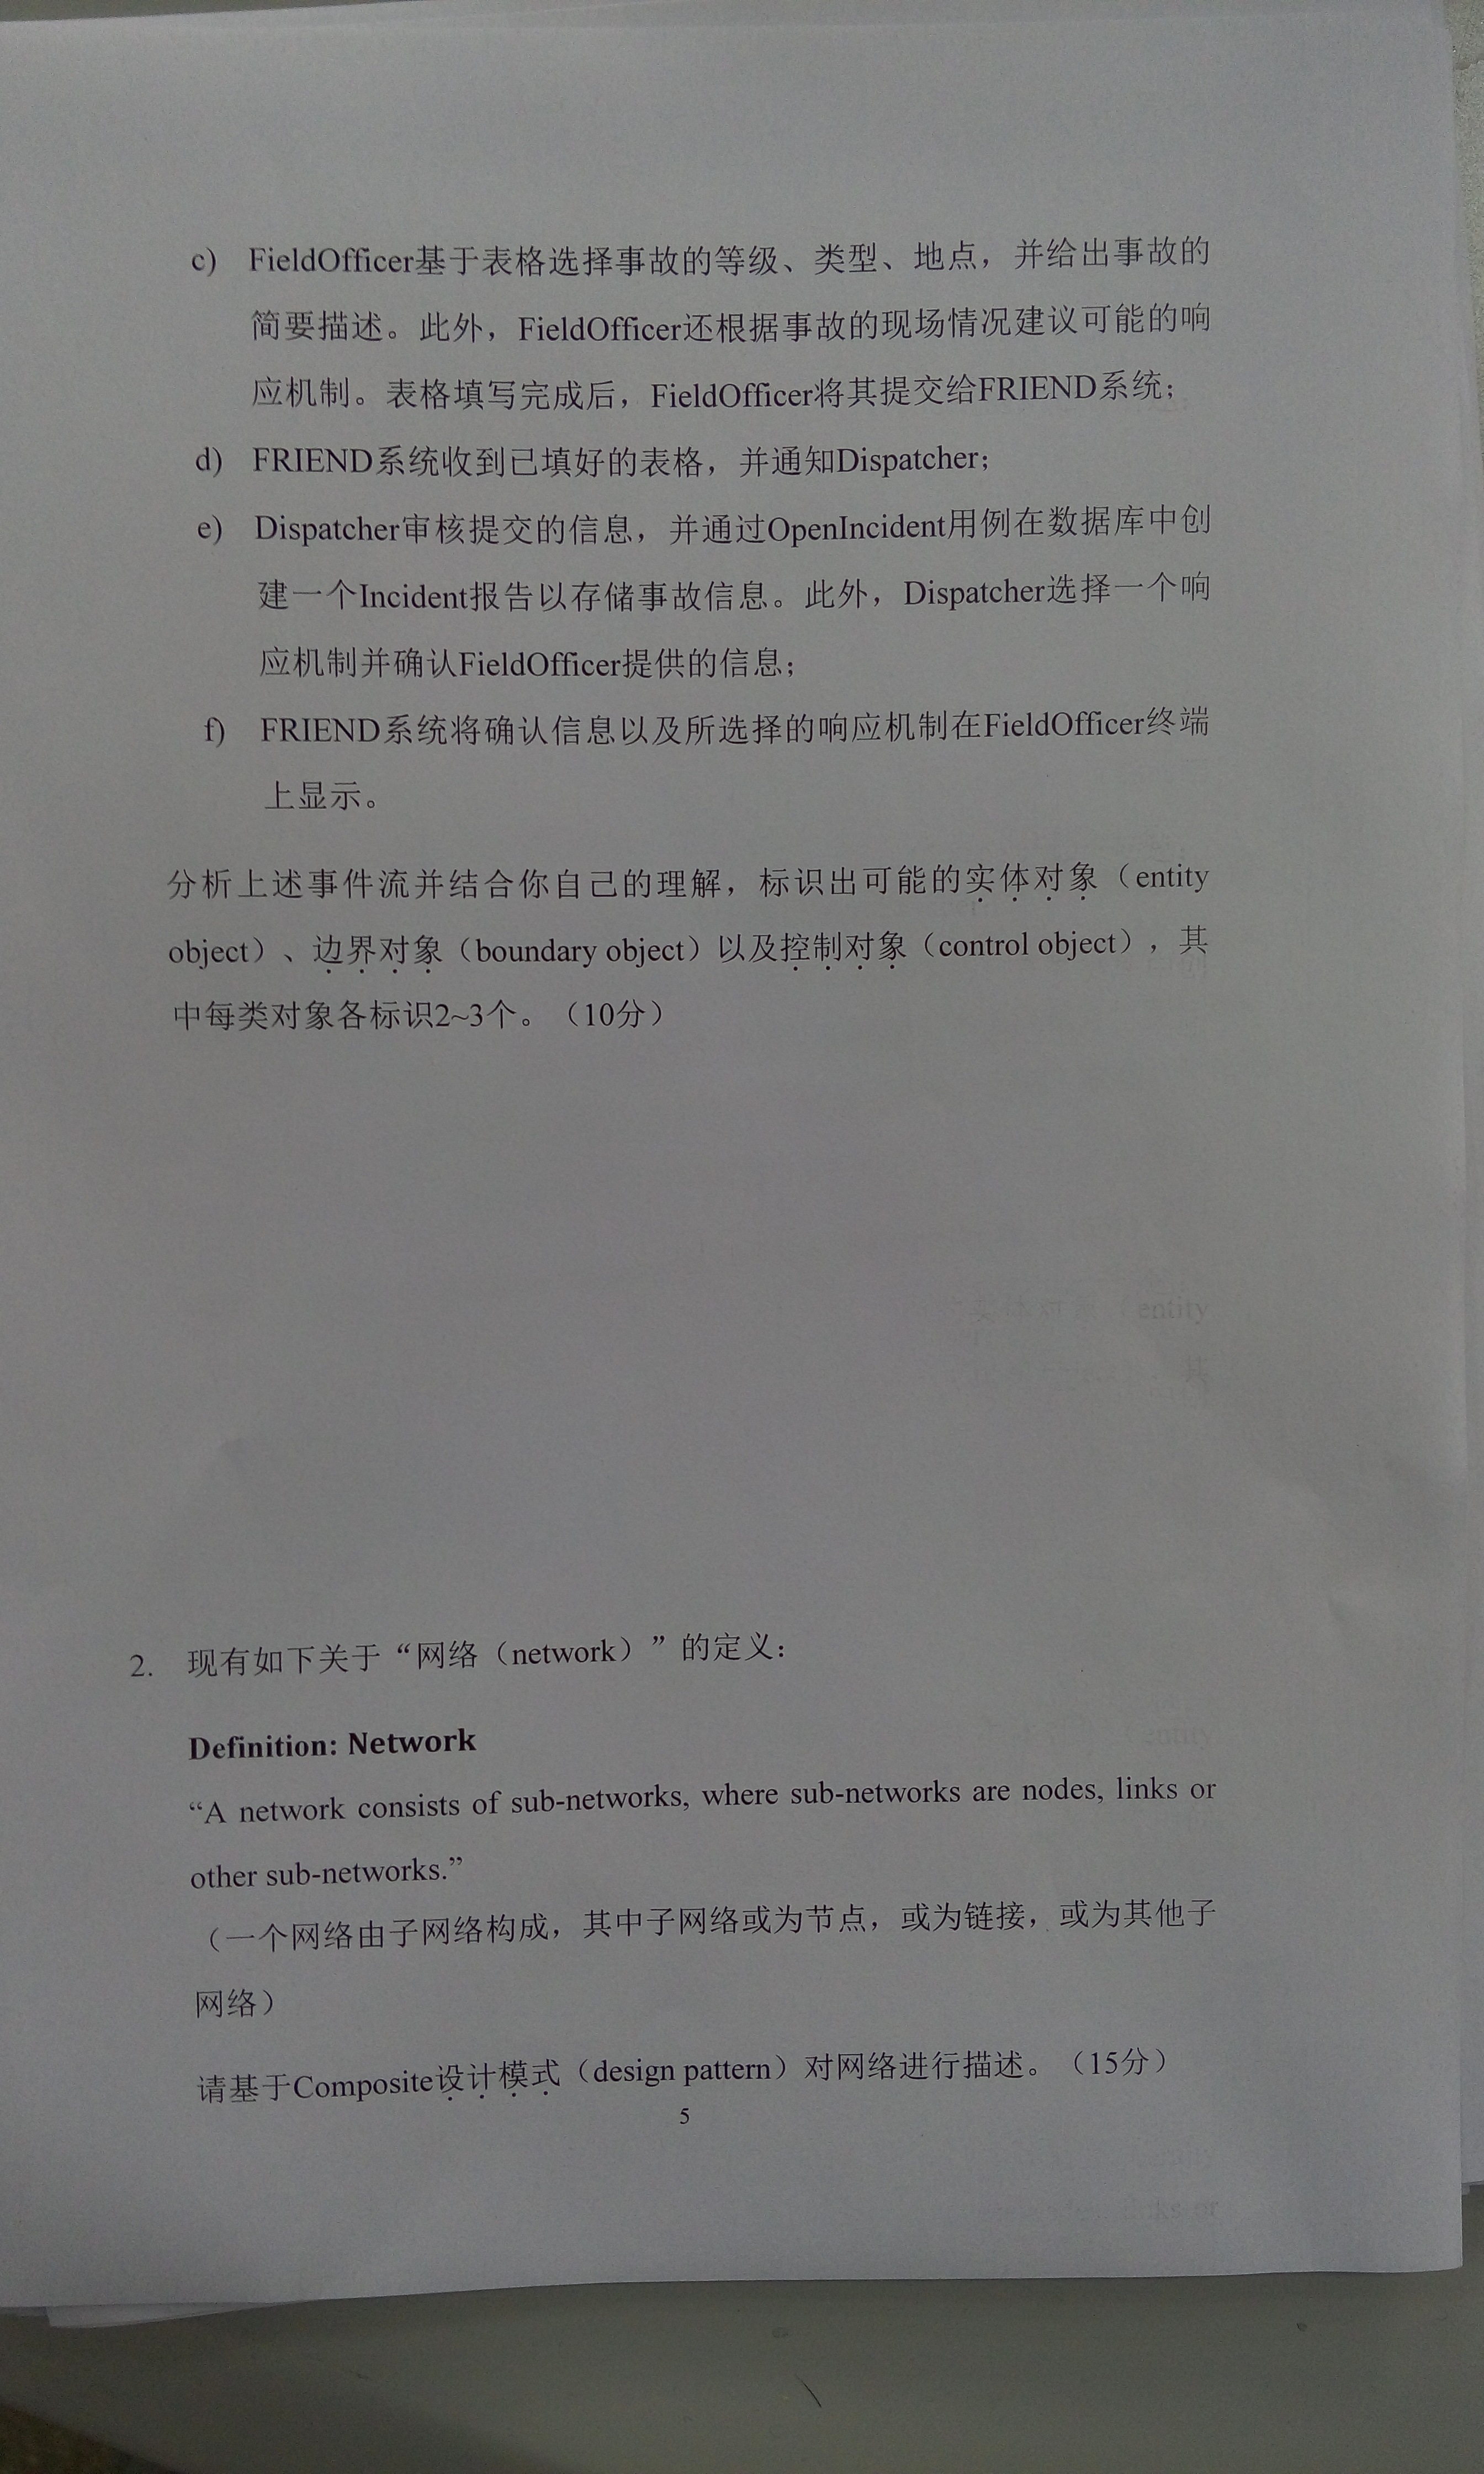 c) FieldOfficer基于表格选择事故的等级、类型、地点，并给出事故的
简要描述。此外，FieldOfficer还根据事故的现场情况建议可能的响
应机制。表格填写完成后，FieldOfficer将其提交给FRIEND系统；
d) FRIEND系统收到已填好的表格，并通知Dispatcher；
e) Dispatcher审核提交的信息，并通过OpenIncident用例在数据库中创
建一个Incident报告以存储事故信息。此外，Dispatcher选择一个响
应机制并确认FieldOfficer提供的信息；
f) FRIEND系统将确认信息以及所选择的响应机制在FieldOfficer终端
上显示。
分析上述事件流并结合你自己的理解，标识出可能的实体对象（entity
object）、边界对象（boundary object）以及控制对象（control object），其
中每类对象各标识2~3个。（10分）
2. 现有如下关于“网络（network）”的定义：
Definition: Network
“A network consists of sub-networks, where sub-networks are nodes, links or
other sub-networks.”
（一个网络由子网络构成，其中子网络或为节点，或为链接，或为其他子
网络）
请基于Composite设计模式（design pattern）对网络进行描述。（15分）
5